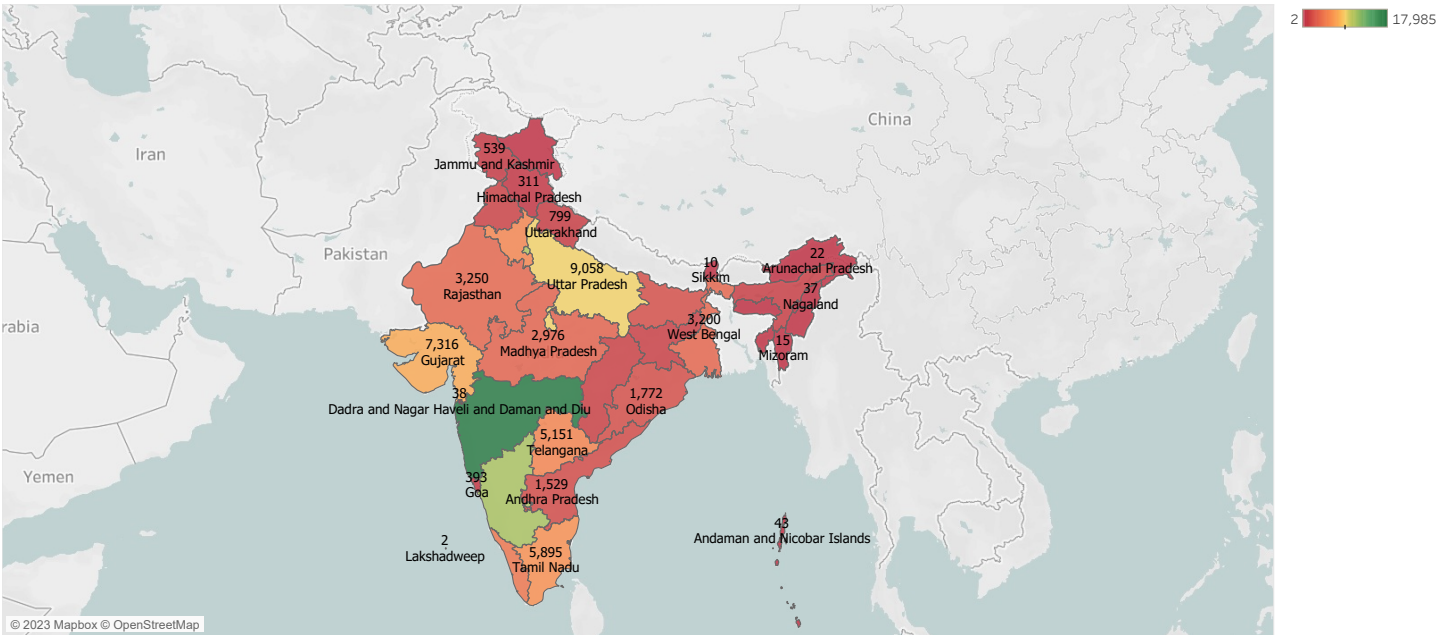 2 17,985
China
539
Jammu and Kashmir
Iran
311
Himachal Pradesh
799
Uttarakhand
Pakistan
22
Arunachal Pradesh
10
Sikkim
9,058
Uttar Pradesh
3,250
Rajasthan
37
Nagaland
rabia
3,200
West Bengal
2,976
Madhya Pradesh
7,316
Gujarat
15
Mizoram
38
Dadra and Nagar Haveli and Daman and Diu
1,772
Odisha
5,151
Telangana
Yemen
393
Goa
1,529
Andhra Pradesh
43
Andaman and Nicobar Islands
2
Lakshadweep
5,895
Tamil Nadu
© 2023 Mapbox © OpenStreetMap